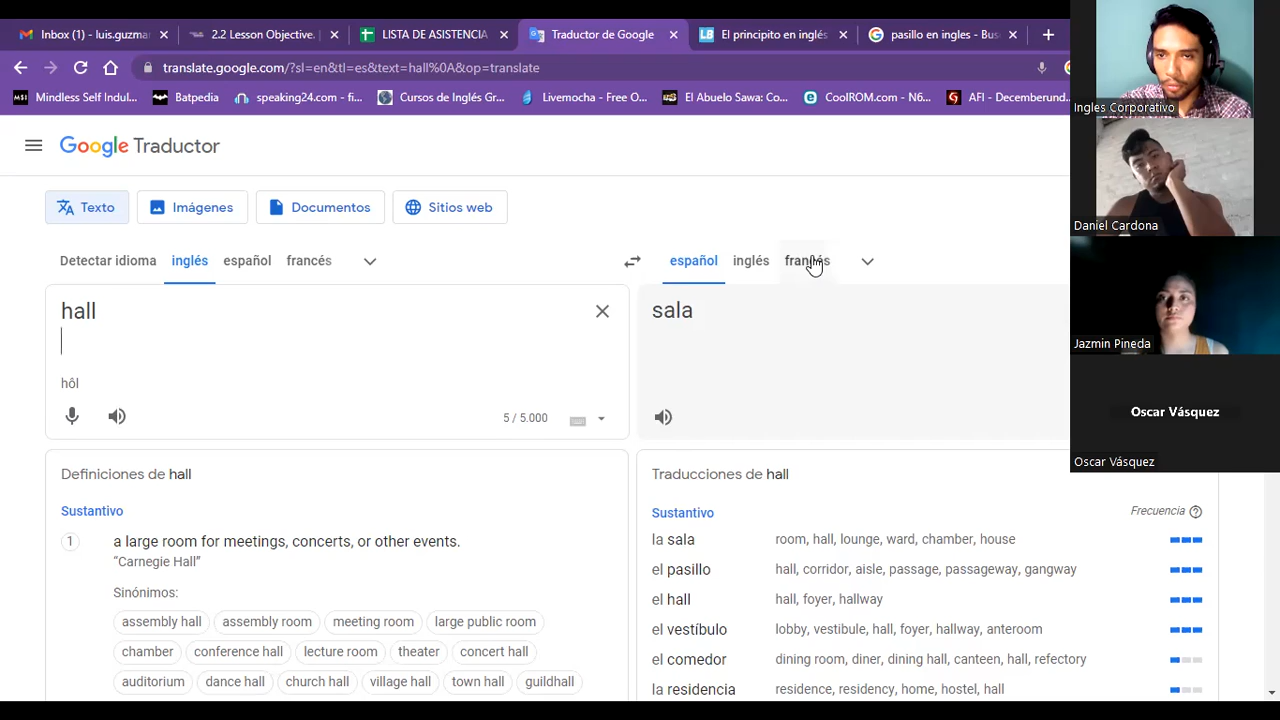 Inbox (1) - luis.guzma
2.2 Lesson Objective.
LISTA DE ASISTENCIA
Traductor de Google
El principito en inglés
pasillo en ingles - Bus
translate.google.com/?sl=en&tl=es&text=hall%0A&op=translate
Mindless Self Indul...
Batpedia
speaking24.com - fi...
Cursos de Inglés Gr...
Livemocha - Free O...
El Abuelo Sawa: Co...
CoolROM.com - N6...
AFI - Decemberund
Google Traductor
Texto
Imágenes
Documentos
Sitios web
Detectar idioma
inglés
español
francés
español
inglés
francés
hall
sala
hôl
5 / 5.000
Definiciones de hall
Traducciones de hall
Sustantivo
1 a large room for meetings, concerts, or other events.
"Carnegie Hall"
Sinónimos:
assembly hall
assembly room
meeting room
large public room
chamber
conference hall
lecture room
theater
concert hall
auditorium
dance hall
church hall
village hall
town hall
guildhall
Sustantivo
Frecuencia
la sala room, hall, lounge, ward, chamber, house
el pasillo hall, corridor, aisle, passage, passageway, gangway
el hall hall, foyer, hallway
el vestíbulo lobby, vestibule, hall, foyer, hallway, anteroom
el comedor dining room, diner, dining hall, canteen, hall, refectory
la residencia residence, residency, home, hostel, hall
Ingles Corporativo
Daniel Cardona
Jazmin Pineda
Oscar Vásquez
Oscar Vásquez